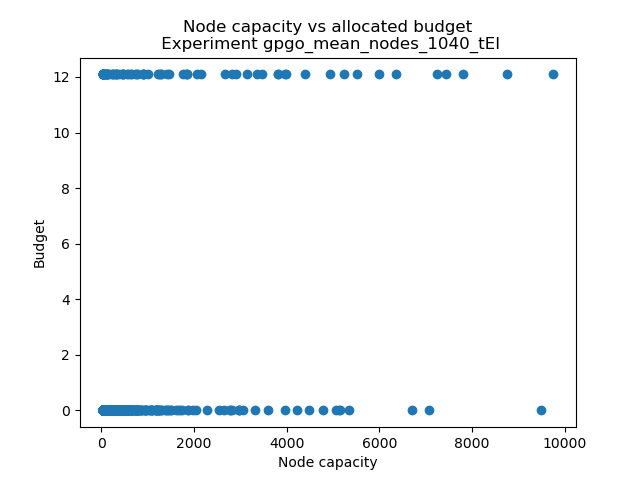 Node capacity vs allocated budget
Experiment gpgo_mean_nodes_1040_tEI
12
10
8
6
4
2
0
Budget
0 2000 4000 6000 8000 10000
Node capacity